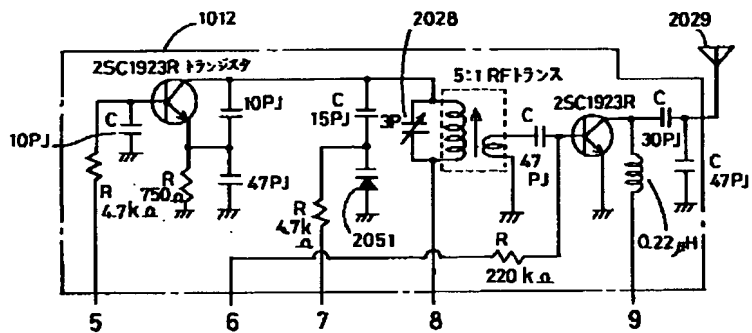 1012
2028
2029
2SC1923R トランジスタ
5:1 RFトランス
2SC1923R
C
10PJ
10PJ
C
15PJ
3P
C
47
PJ
C
30PJ
C
47PJ
R
4.7kΩ
R
750Ω
47PJ
R
4.7k
Ω
2051
R
220kΩ
0.22μH
5
6
7
8
9